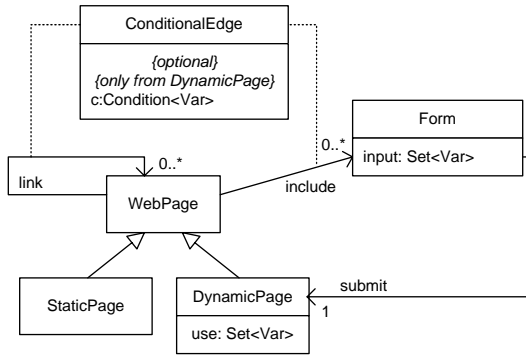 ConditionalEdge
{optional}
{only from DynamicPage}
c:Condition<Var>
Form
input: Set<Var>
0..*
0..*
link
include
WebPage
StaticPage
DynamicPage
use: Set<Var>
submit
1